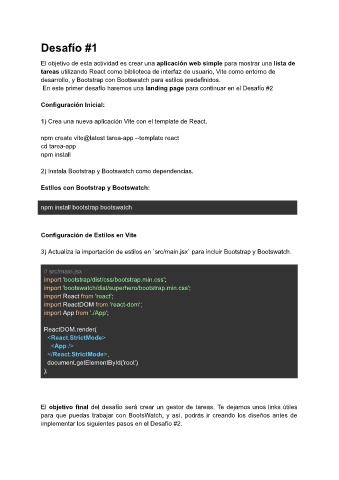 Desafío #1
El objetivo de esta actividad es crear una aplicación web simple para mostrar una lista de
tareas utilizando React como biblioteca de interfaz de usuario, Vite como entorno de
desarrollo, y Bootstrap con Bootswatch para estilos predefinidos.
En este primer desafío haremos una landing page para continuar en el Desafío #2
Configuración Inicial:
1) Crea una nueva aplicación Vite con el template de React.
npm create vite@latest tarea-app --template react
cd tarea-app
npm install
2) Instala Bootstrap y Bootswatch como dependencias.
Estilos con Bootstrap y Bootswatch:
npm install bootstrap bootswatch
Configuración de Estilos en Vite
3) Actualiza la importación de estilos en `src/main.jsx` para incluir Bootstrap y Bootswatch.
// src/main.jsx
import 'bootstrap/dist/css/bootstrap.min.css';
import 'bootswatch/dist/superhero/bootstrap.min.css';
import React from 'react';
import ReactDOM from 'react-dom';
import App from './App';
ReactDOM.render(
<React.StrictMode>
<App />
</React.StrictMode>,
document.getElementById('root')
);
El objetivo final del desafío será crear un gestor de tareas. Te dejamos unos links útiles
para que puedas trabajar con BootsWatch, y así, podrás ir creando los diseños antes de
implementar los siguientes pasos en el Desafío #2.